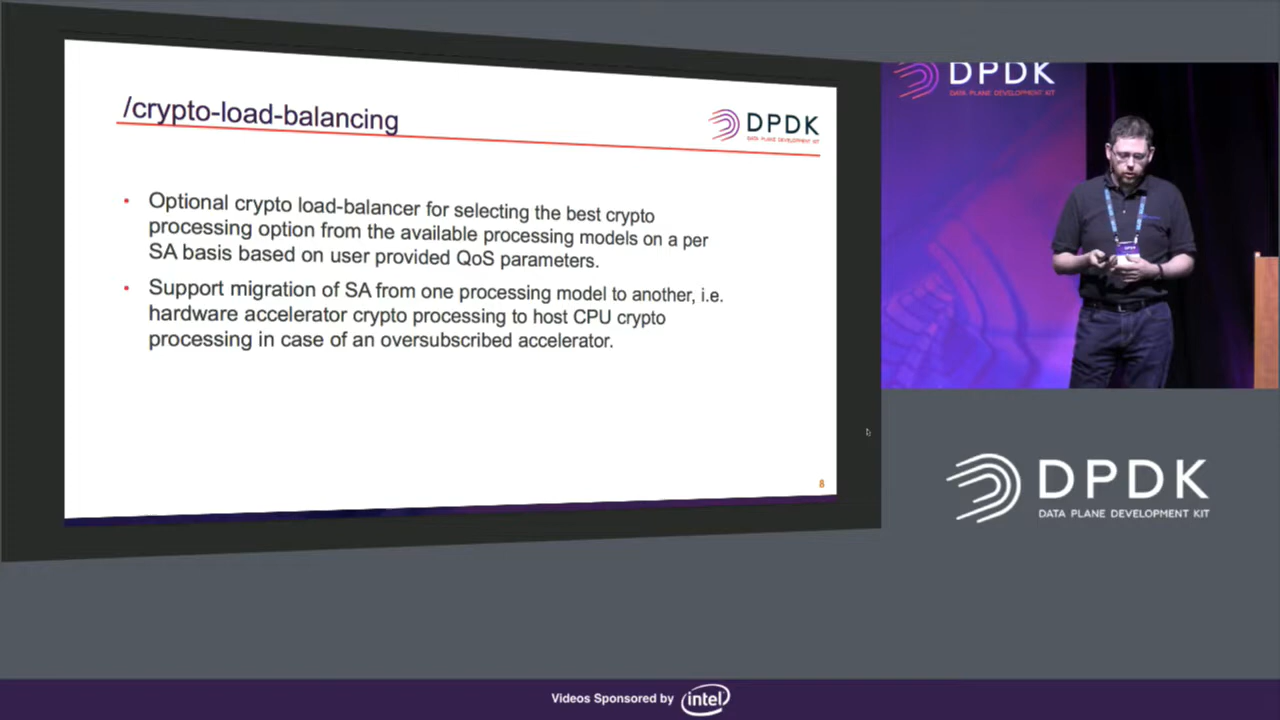 /crypto-load-balancing
DPDK
DATA PLANE DEVELOPMENT KIT
• Optional crypto load-balancer for selecting the best crypto
processing option from the available processing models on a per
SA basis based on user provided QoS parameters.
• Support migration of SA from one processing model to another, i.e.
hardware accelerator crypto processing to host CPU crypto
processing in case of an oversubscribed accelerator.
8
DPDK
DATA PLANE DEVELOPMENT KIT
DPDK
DATA PLANE DEVELOPMENT KIT
Videos Sponsored by intel